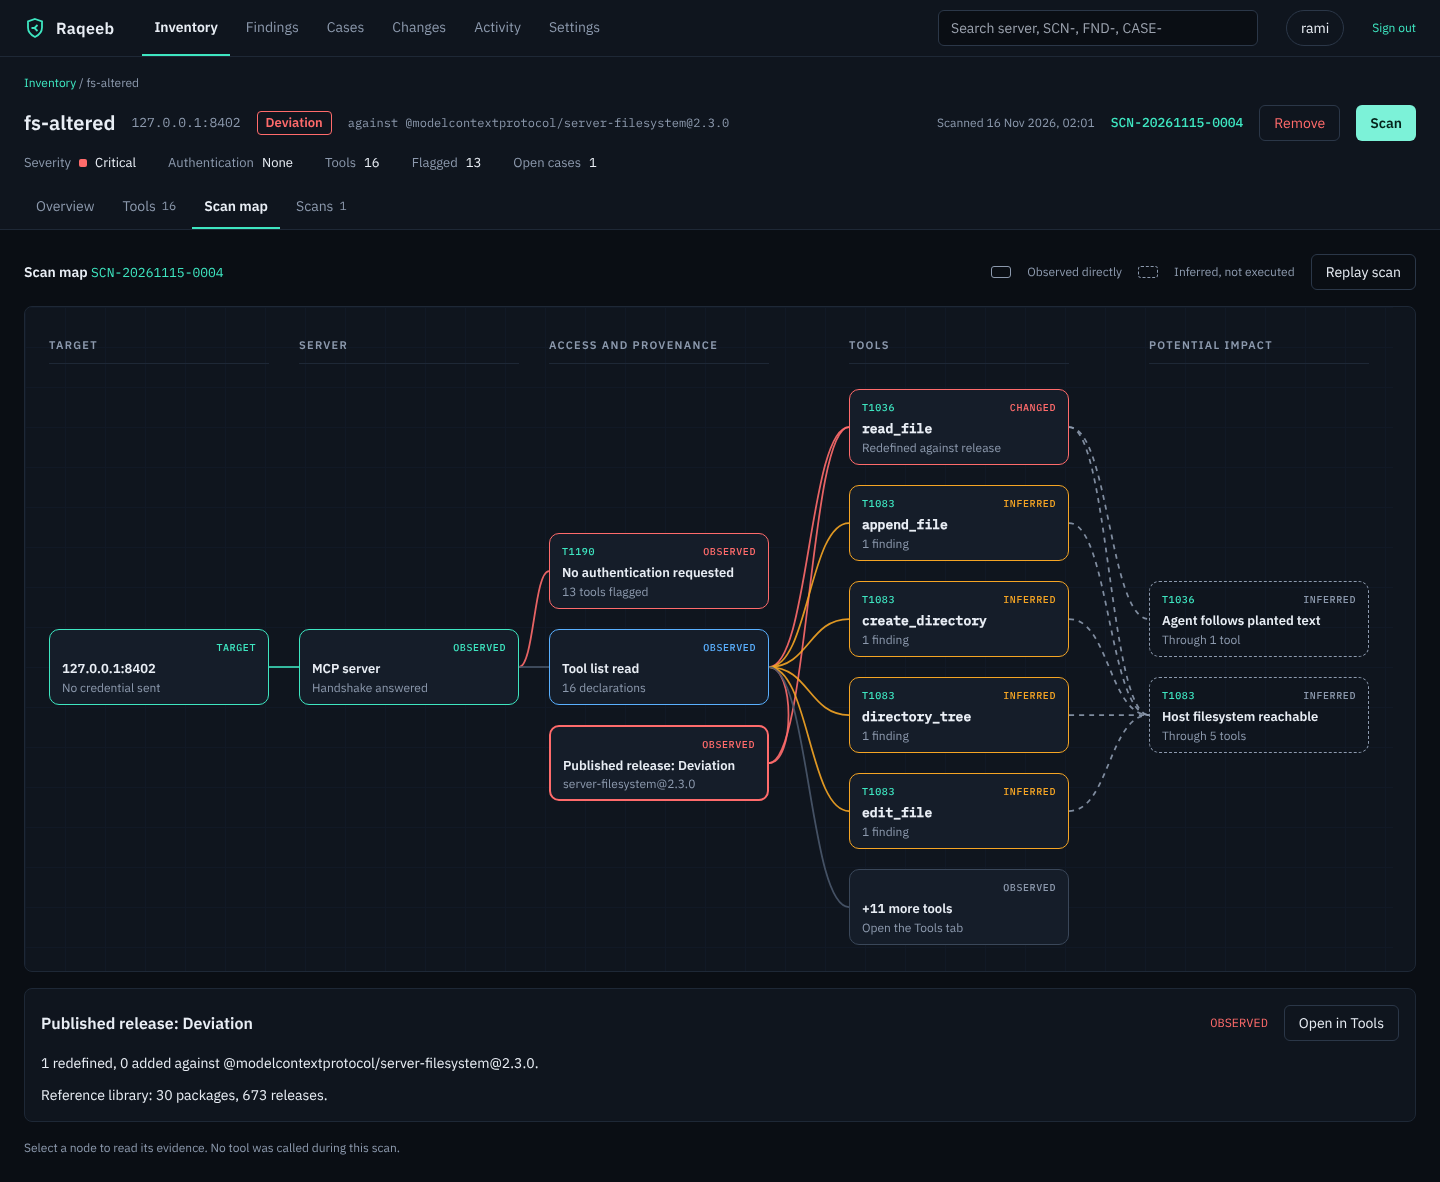 Raqeeb
Inventory
Findings
Cases
Changes
Activity
Settings
Search server, SCN-, FND-, CASE-
rami
Sign out
Inventory / fs-altered
fs-altered
127.0.0.1:8402
Deviation
against @modelcontextprotocol/server-filesystem@2.3.0
Scanned 16 Nov 2026, 02:01
SCN-20261115-0004
Remove
Scan
Severity Critical
Authentication None
Tools 16
Flagged 13
Open cases 1
Overview
Tools 16
Scan map
Scans 1
Scan map SCN-20261115-0004
Observed directly
Inferred, not executed
Replay scan
TARGET
SERVER
ACCESS AND PROVENANCE
TOOLS
POTENTIAL IMPACT
TARGET
127.0.0.1:8402
No credential sent
OBSERVED
MCP server
Handshake answered
T1190 OBSERVED
No authentication requested
13 tools flagged
OBSERVED
Tool list read
16 declarations
OBSERVED
Published release: Deviation
server-filesystem@2.3.0
T1036 CHANGED
read_file
Redefined against release
T1083 INFERRED
append_file
1 finding
T1083 INFERRED
create_directory
1 finding
T1083 INFERRED
directory_tree
1 finding
T1083 INFERRED
edit_file
1 finding
OBSERVED
+11 more tools
Open the Tools tab
T1036 INFERRED
Agent follows planted text
Through 1 tool
T1083 INFERRED
Host filesystem reachable
Through 5 tools
Published release: Deviation
OBSERVED
Open in Tools
1 redefined, 0 added against @modelcontextprotocol/server-filesystem@2.3.0.
Reference library: 30 packages, 673 releases.
Select a node to read its evidence. No tool was called during this scan.